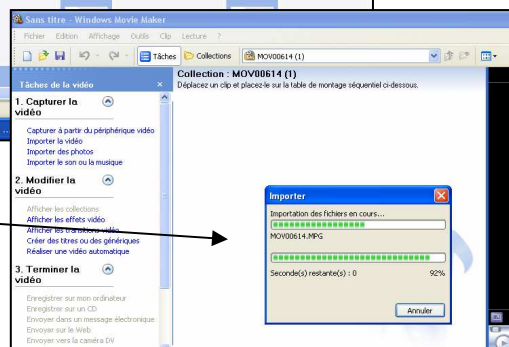 Sans titre - Windows Movie Maker
Fichier Edition Affichage Outils Clip Lecture ?
Tâches Collections MOV00614 (1)
Tâches de la vidéo
Collection : MOV00614 (1)
Déplacez un clip et placez-le sur la table de montage séquentiel ci-dessous.
1. Capturer la vidéo
Capturer à partir du périphérique vidéo
Importer la vidéo
Importer des photos
Importer le son ou la musique
2. Modifier la vidéo
Afficher les collections
Afficher les effets vidéo
Afficher les transitions vidéo
Créer des titres ou des génériques
Réaliser une vidéo automatique
3. Terminer la vidéo
Enregistrer sur mon ordinateur
Enregistrer sur un CD
Envoyer dans un message électronique
Envoyer sur le Web
Envoyer vers la caméra DV
Importer
Importation des fichiers en cours...
MOV00614.MPG
Seconde(s) restante(s) : 0 92%
Annuler